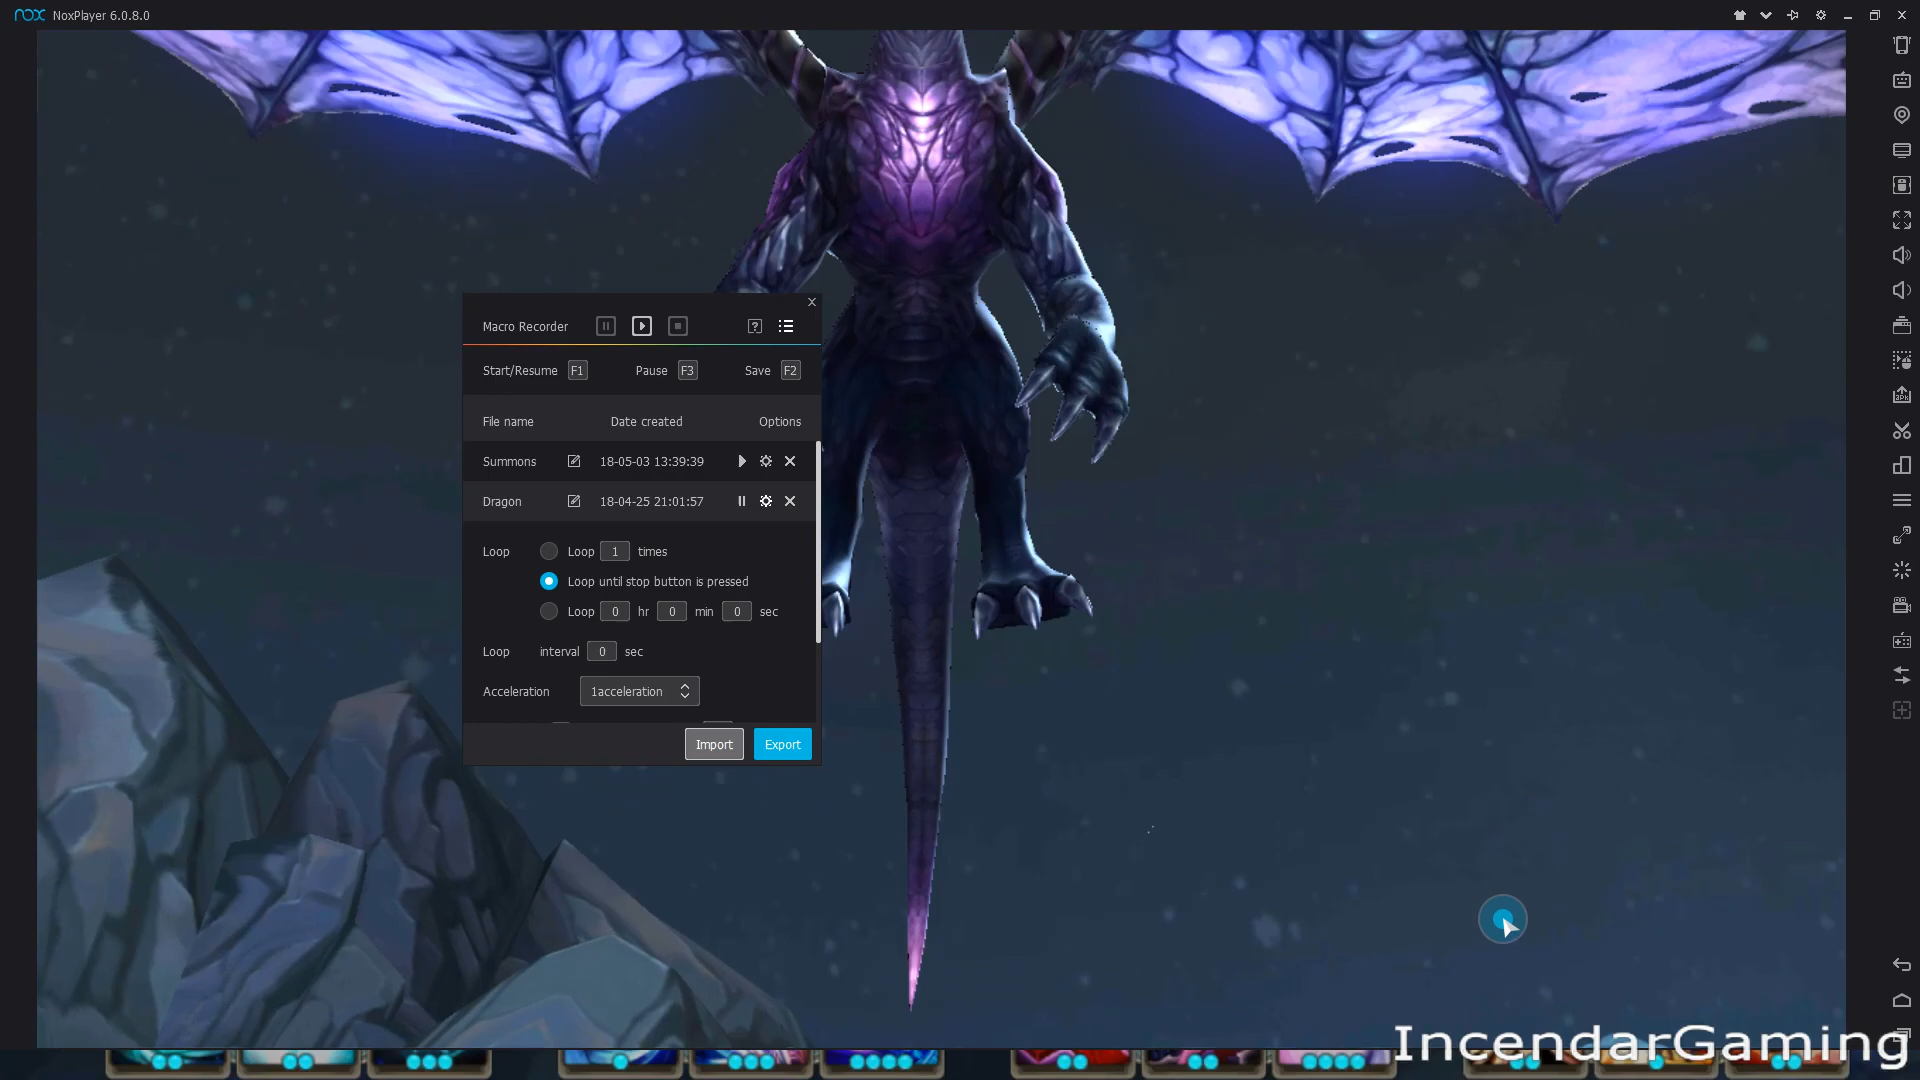 nox NoxPlayer 6.0.8.0
Macro Recorder
Start/Resume F1 Pause F3 Save F2
File name Date created Options
Summons 18-05-03 13:39:39
Dragon 18-04-25 21:01:57
Loop Loop 1 times
Loop until stop button is pressed
Loop 0 hr 0 min 0 sec
Loop interval 0 sec
Acceleration 1acceleration
Import Export
IncendarGaming